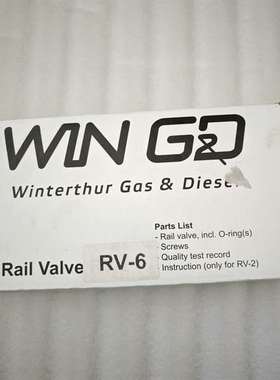 WIN G&D
Winterthur Gas & Diesel
Parts List
- Rail valve, incl. O-ring(s)
- Screws
- Quality test record
- Instruction (only for RV-2)
Rail Valve RV-6